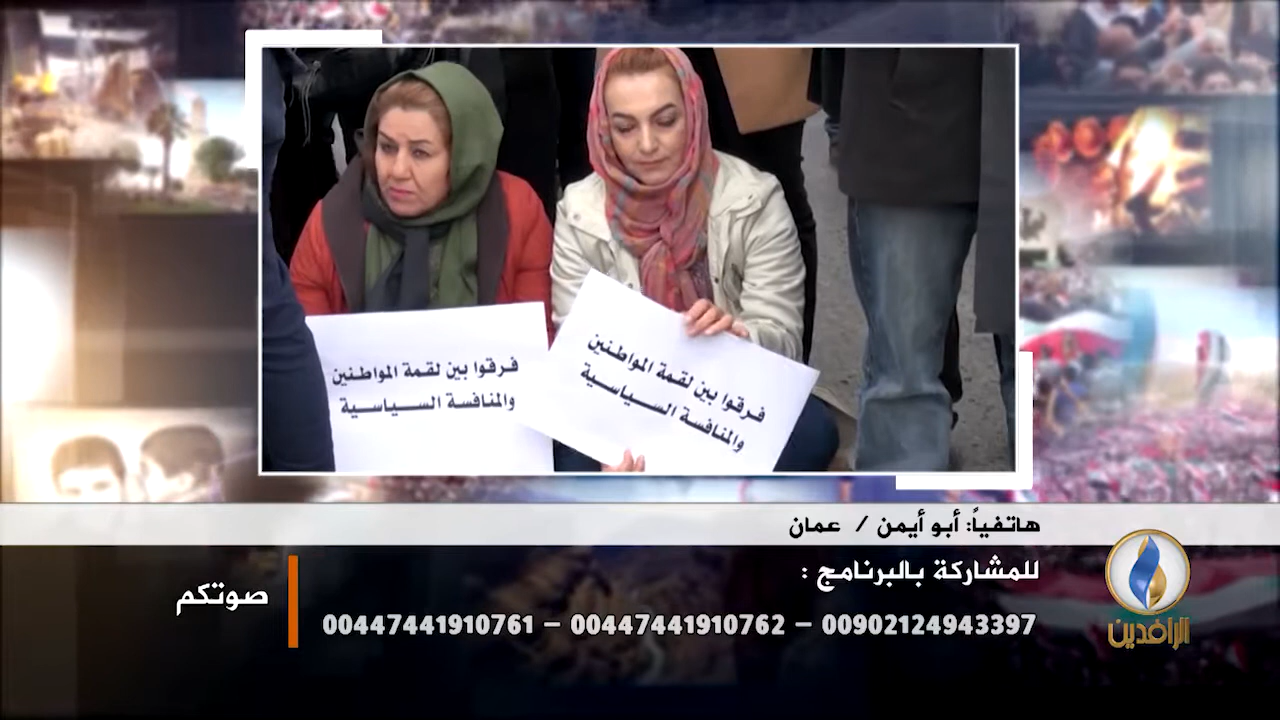 فرقوا بين لقمة المواطنين
والمنافسة السياسية
فرقوا بين لقمة المواطنين
والمنافسة السياسية
هاتفياً: أبو أيمن / عمان
للمشاركة بالبرنامج :
00447441910761 – 00447441910762 – 00902124943397
صوتكم
الرافدين